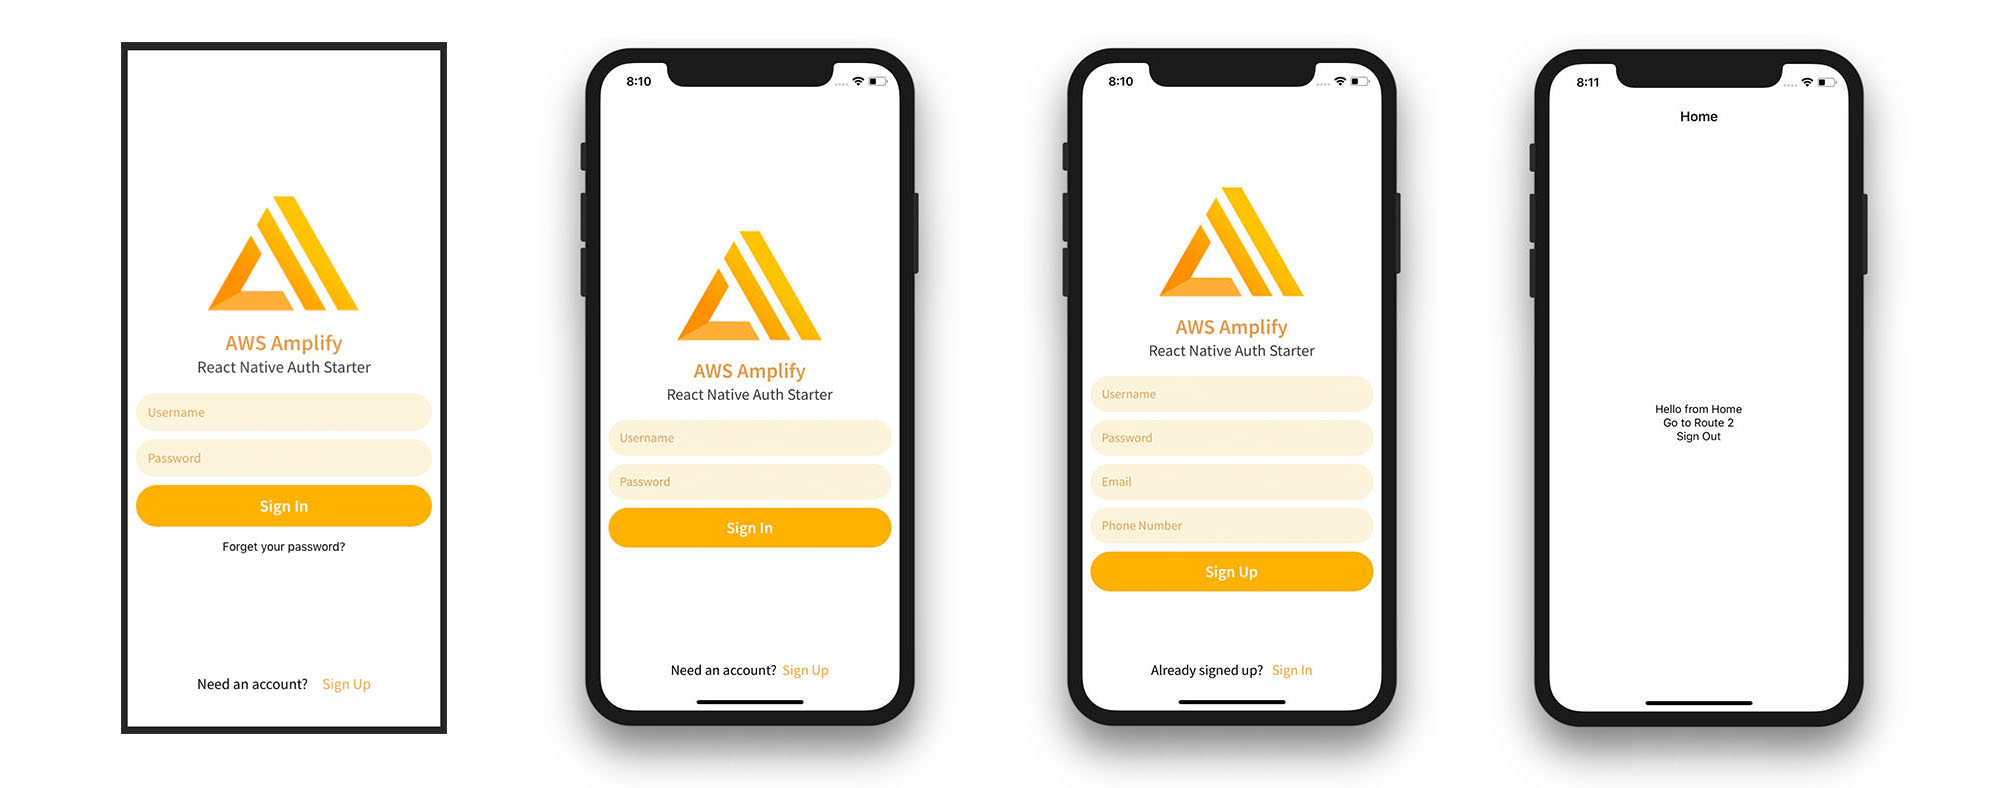 AWS Amplify
React Native Auth Starter
Username
Password
Sign In
Forget your password?
Need an account? Sign Up
8:10
AWS Amplify
React Native Auth Starter
Username
Password
Sign In
Need an account? Sign Up
8:10
AWS Amplify
React Native Auth Starter
Username
Password
Email
Phone Number
Sign Up
Already signed up? Sign In
8:11
Home
Hello from Home
Go to Route 2
Sign Out